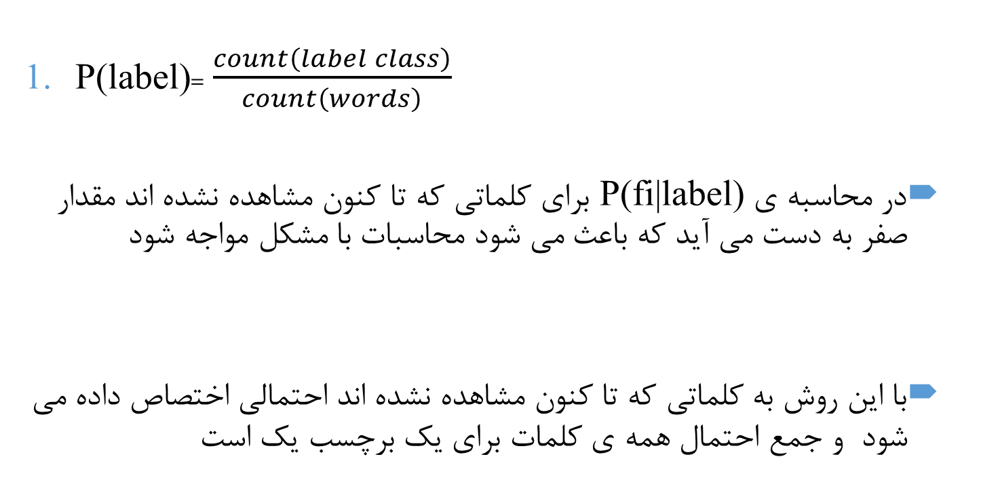 1. P(label)= count(label class) / count(words)
در محاسبه ی P(fi|label) برای کلماتی که تا کنون مشاهده نشده اند مقدار
صفر به دست می آید که باعث می شود محاسبات با مشکل مواجه شود
با این روش به کلماتی که تا کنون مشاهده نشده اند احتمالی اختصاص داده می
شود و جمع احتمال همه ی کلمات برای یک برچسب یک است